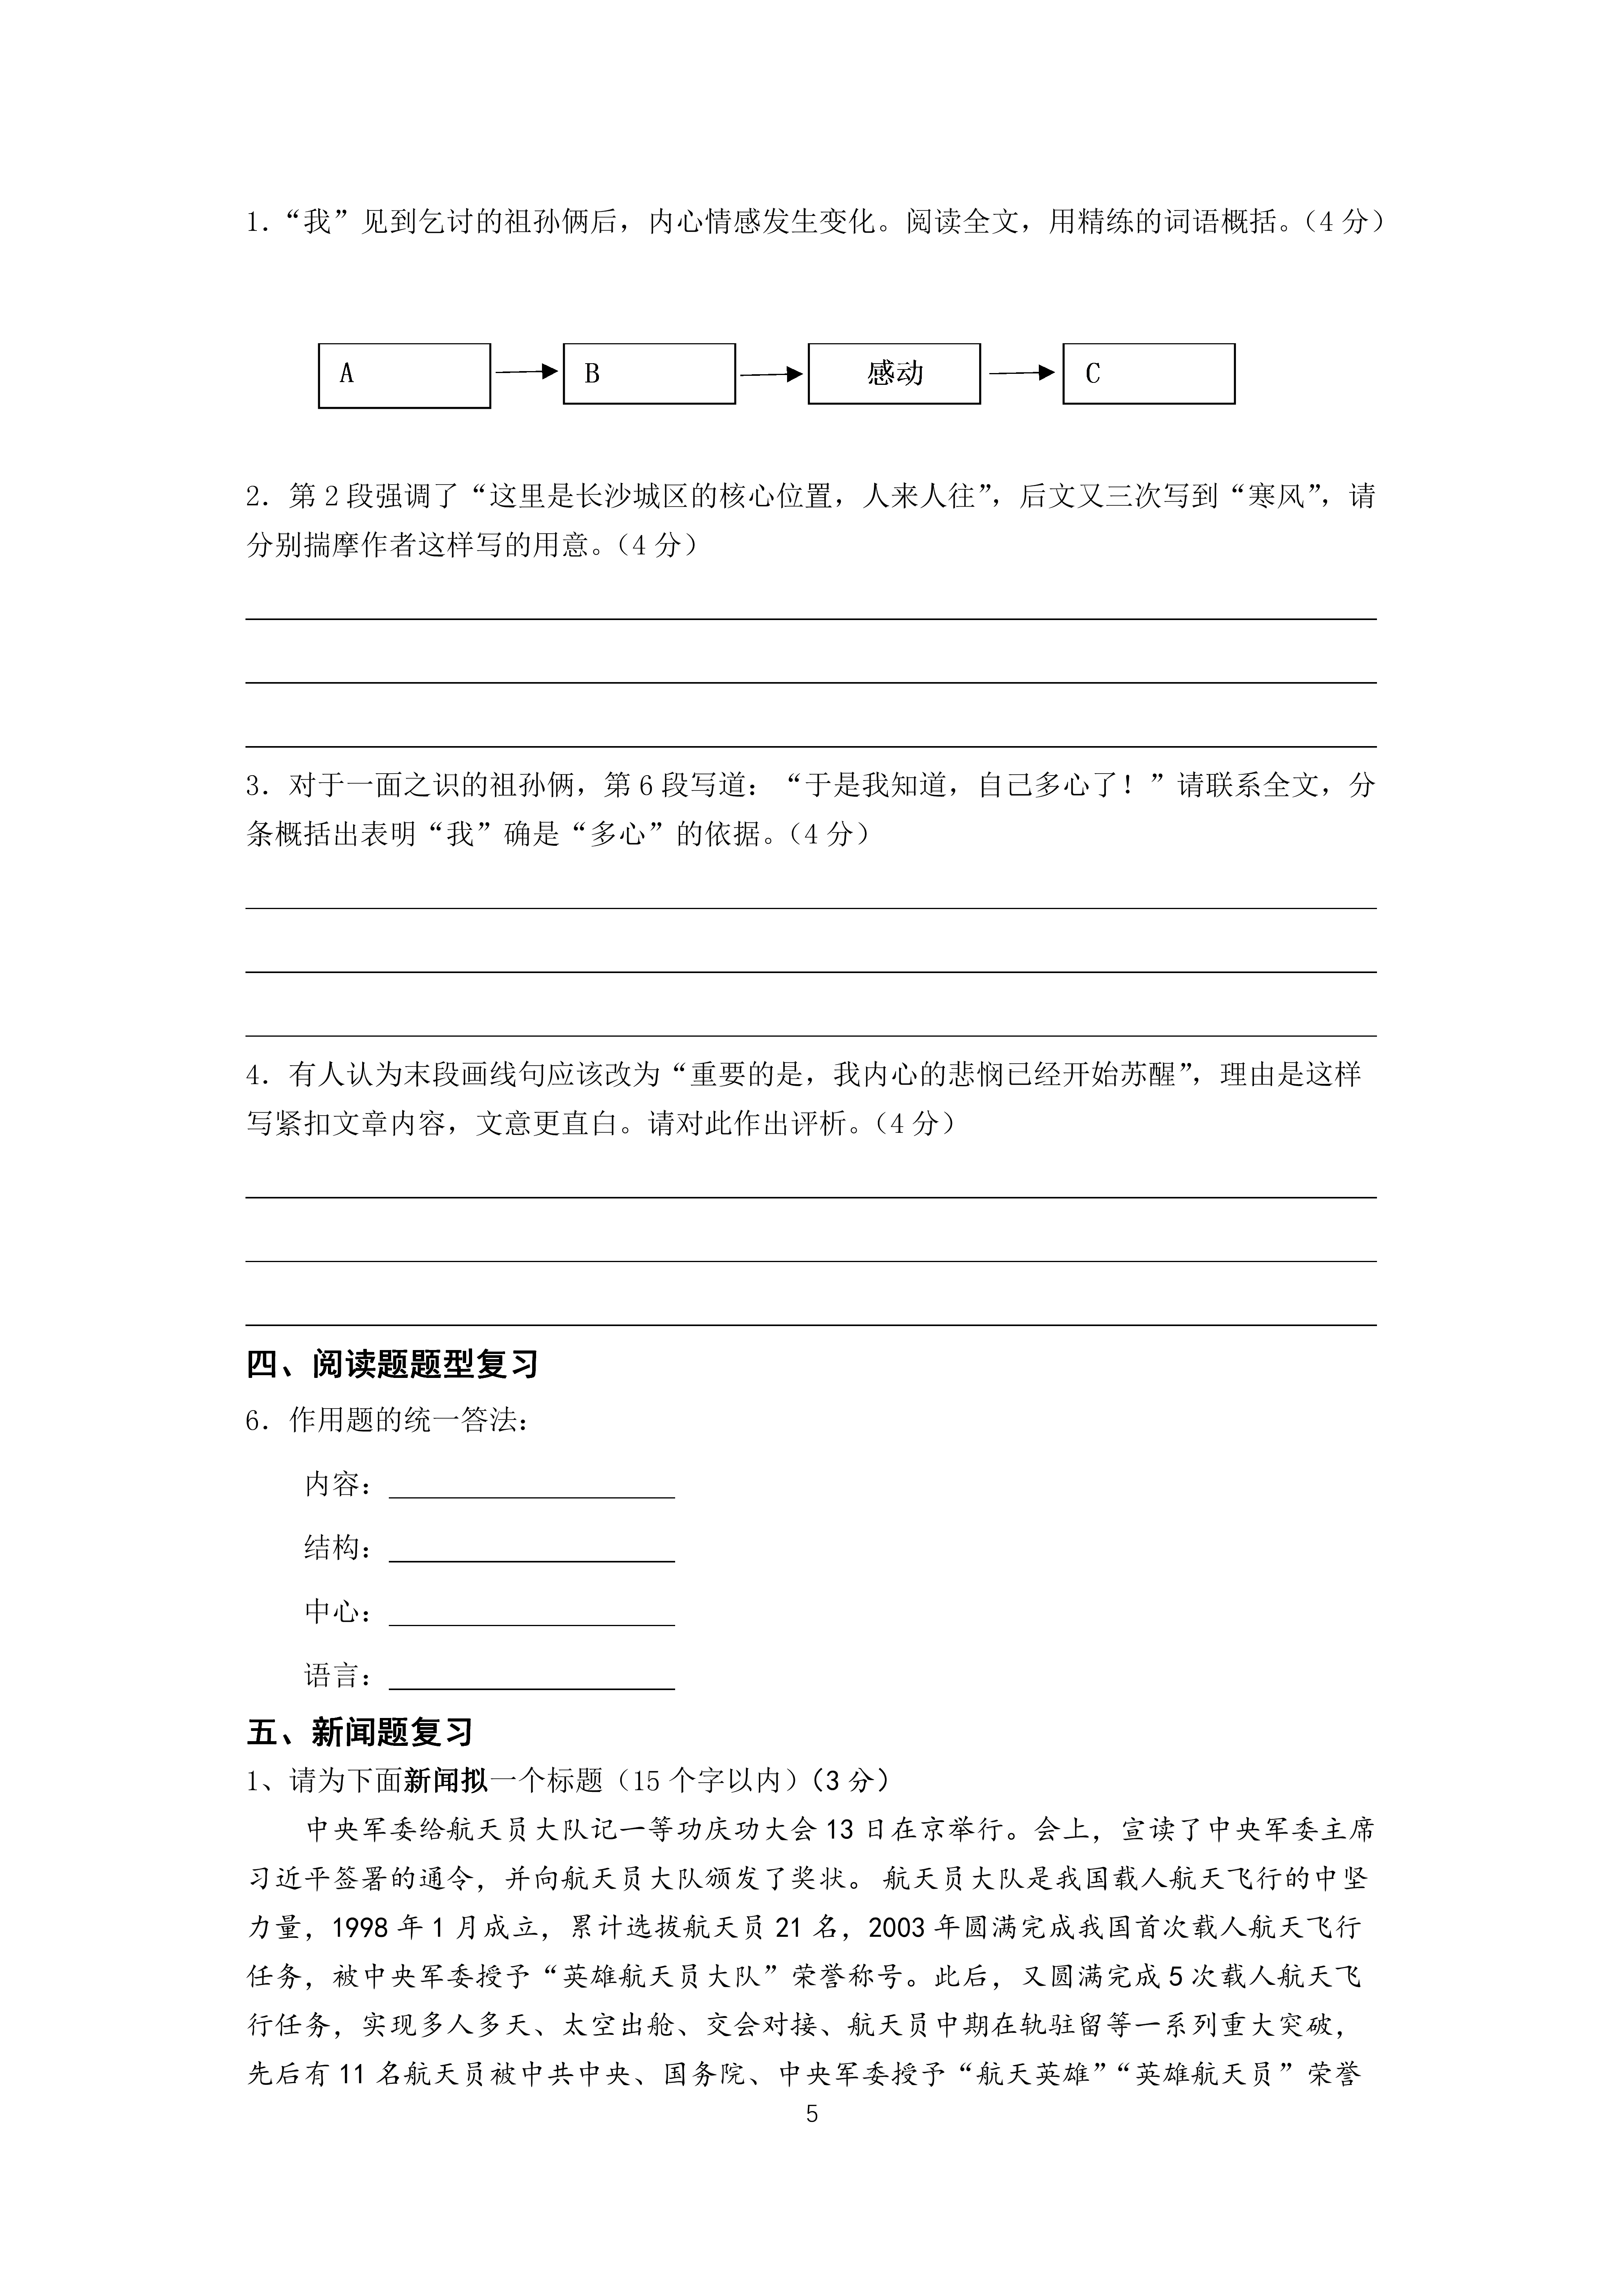 1. “我”见到乞讨的祖孙俩后，内心情感发生变化。阅读全文，用精练的词语概括。（4 分）
A B 感动 C
2. 第 2 段强调了“这里是长沙城区的核心位置，人来人往”，后文又三次写到“寒风”，请
分别揣摩作者这样写的用意。（4 分）
3. 对于一面之识的祖孙俩，第 6 段写道：“于是我知道，自己多心了！”请联系全文，分
条概括出表明“我”确是“多心”的依据。（4 分）
4. 有人认为末段画线句应该改为“重要的是，我内心的悲悯已经开始苏醒”，理由是这样
写紧扣文章内容，文意更直白。请对此作出评析。（4 分）
四、阅读题题型复习
6. 作用题的统一答法：
内容：
结构：
中心：
语言：
五、新闻题复习
1、请为下面新闻拟一个标题（15 个字以内）（3 分）
中央军委给航天员大队记一等功庆功大会 13 日在京举行。会上，宣读了中央军委主席
习近平签署的通令，并向航天员大队颁发了奖状。 航天员大队是我国载人航天飞行的中坚
力量，1998 年 1 月成立，累计选拔航天员 21 名，2003 年圆满完成我国首次载人航天飞行
任务，被中央军委授予“英雄航天员大队”荣誉称号。此后，又圆满完成 5 次载人航天飞
行任务，实现多人多天、太空出舱、交会对接、航天员中期在轨驻留等一系列重大突破，
先后有 11 名航天员被中共中央、国务院、中央军委授予“航天英雄”“英雄航天员”荣誉
5